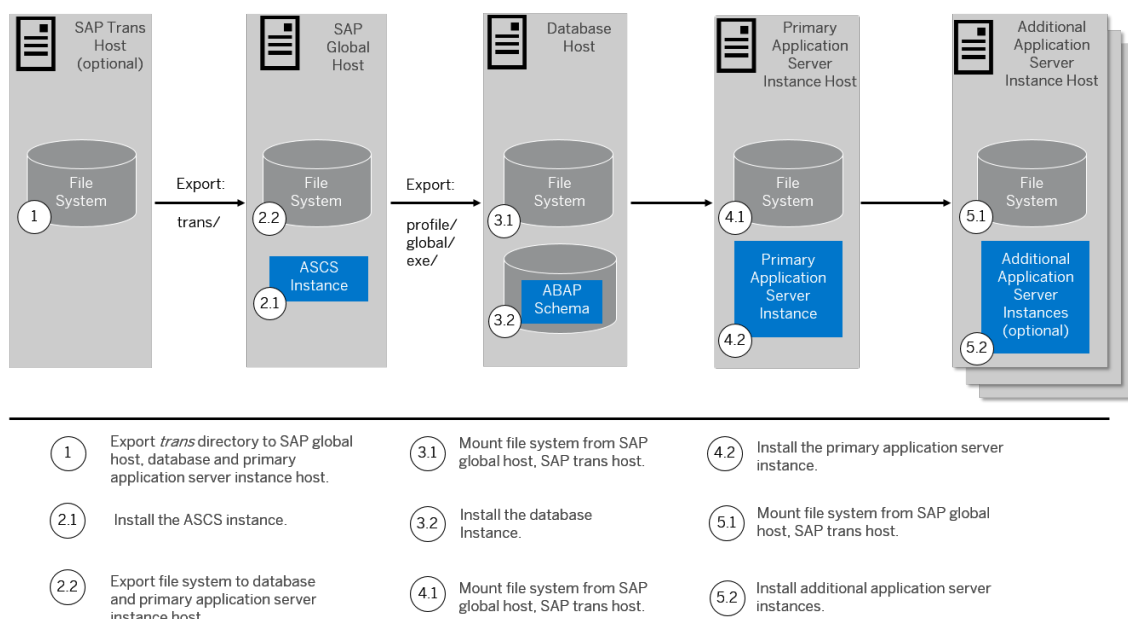 SAP Trans
Host
(optional)
SAP
Global
Host
Database
Host
Primary
Application
Server
Instance Host
Additional
Application
Server
Instance Host
File
System
1
Export:
trans/
File
System
2.2
ASCS
Instance
2.1
Export:
profile/
global/
exe/
File
System
3.1
ABAP
Schema
3.2
File
System
4.1
Primary
Application
Server
Instance
4.2
File
System
5.1
Additional
Application
Server
Instances
(optional)
5.2
1
Export trans directory to SAP global
host, database and primary
application server instance host.
2.1
Install the ASCS instance.
2.2
Export file system to database
and primary application server
instance host
3.1
Mount file system from SAP
global host, SAP trans host.
3.2
Install the database
Instance.
4.1
Mount file system from SAP
global host, SAP trans host.
4.2
Install the primary application server
instance.
5.1
Mount file system from SAP global
host, SAP trans host.
5.2
Install additional application server
instances.